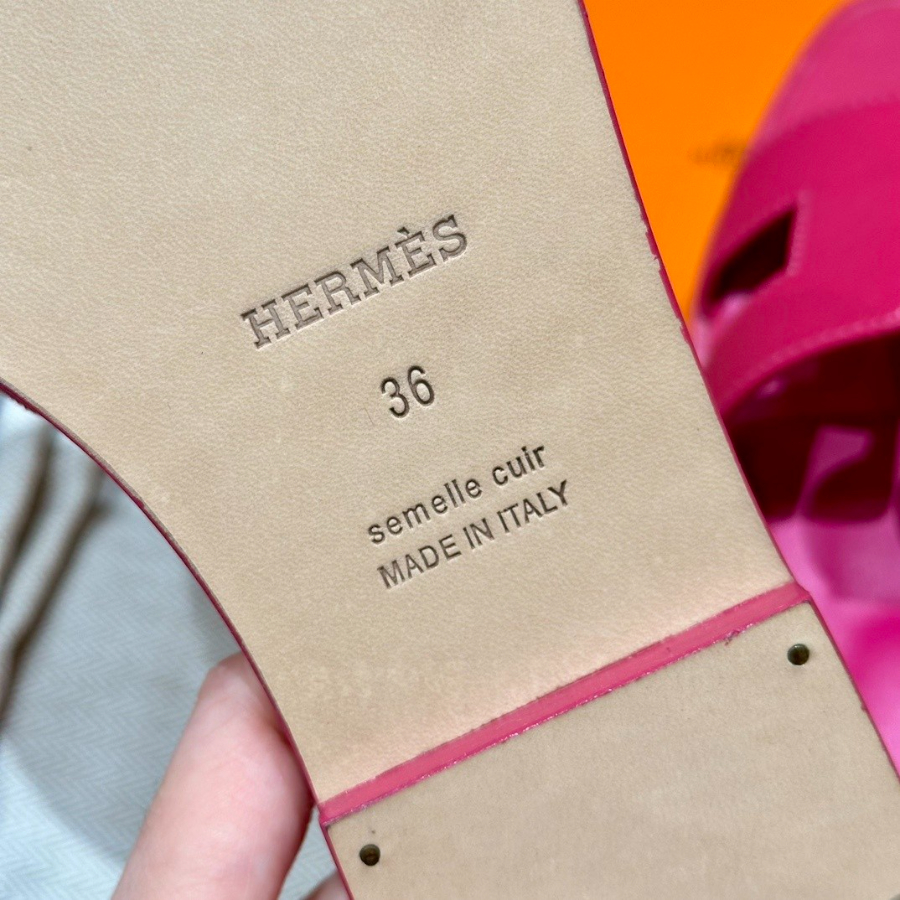 HERMÈS
36
semelle cuir
MADE IN ITALY